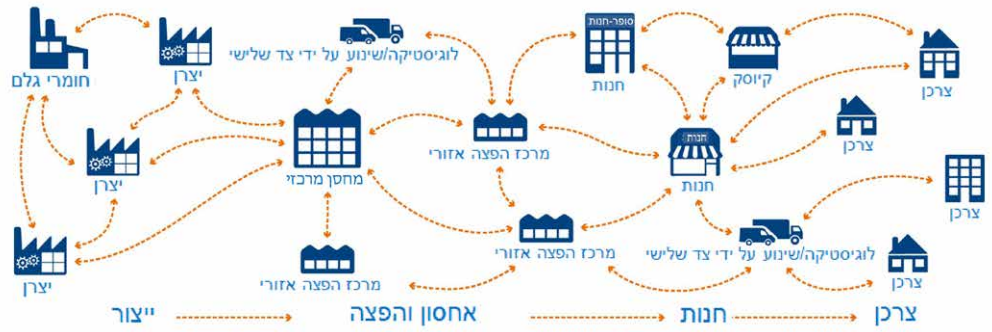 סופר-חנות
חומרי גלם
יצרן
לוגיסטיקה/שינוע על ידי צד שלישי
חנות
קיוסק
צרכן
יצרן
מחסן מרכזי
מרכז הפצה אזורי
חנות
חנות
צרכן
צרכן
יצרן
מרכז הפצה אזורי
מרכז הפצה אזורי
לוגיסטיקה/שינוע על ידי צד שלישי
צרכן
ייצור
אחסון והפצה
חנות
צרכן